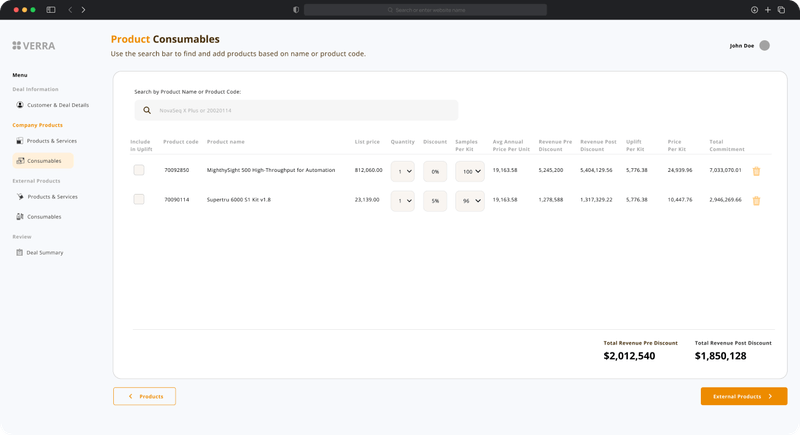 Search or enter website name
VERRA
Product Consumables
Use the search bar to find and add products based on name or product code.
John Doe
Menu
Deal Information
Customer & Deal Details
Company Products
Products & Services
Consumables
External Products
Products & Services
Consumables
Review
Deal Summary
Search by Product Name or Product Code:
NovaSeq X Plus or 20020114
Include In Uplift Product code Product name List price Quantity Discount Samples Per Kit Avg Annual Price Per Unit Revenue Pre Discount Revenue Post Discount Uplift Per Kit Price Per Kit Total Commitment
70092850 MighthySight 500 High-Throughput for Automation 812,060.00 1 0% 100 19,163.58 5,245,200 5,404,129.56 5,776.38 24,939.96 7,033,070.01
70090114 Supertru 6000 S1 Kit v1.8 23,139.00 1 5% 96 19,163.58 1,278,588 1,317,329.22 5,776.38 10,447.76 2,946,269.66
Total Revenue Pre Discount Total Revenue Post Discount
$2,012,540 $1,850,128
Products
External Products